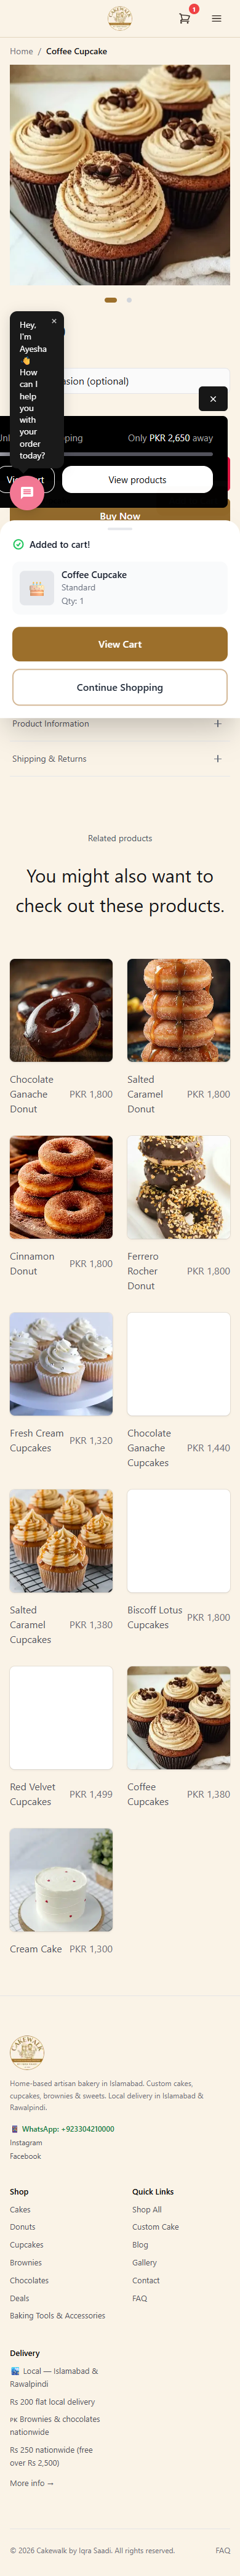 CAKEWALK
1
Home / Coffee Cupcake
Hey,
I'm
Ayesha
👋
How
can I
help
you
with
your
order
today?
×
sion (optional)
×
Only PKR 2,650 away
View products
Buy Now
Added to cart!
Coffee Cupcake
Standard
Qty: 1
View Cart
Continue Shopping
Product Information
Shipping & Returns
Related products
You might also want to
check out these products.
Chocolate
Ganache
Donut
PKR 1,800
Salted
Caramel
Donut
PKR 1,800
Cinnamon
Donut
PKR 1,800
Ferrero
Rocher
Donut
PKR 1,800
Fresh Cream
Cupcakes
PKR 1,320
Chocolate
Ganache
Cupcakes
PKR 1,440
Salted
Caramel
Cupcakes
PKR 1,380
Biscoff Lotus
Cupcakes
PKR 1,800
Red Velvet
Cupcakes
PKR 1,499
Coffee
Cupcakes
PKR 1,380
Cream Cake
PKR 1,300
CAKEWALK
Home-based artisan bakery in Islamabad. Custom cakes,
cupcakes, brownies & sweets. Local delivery in Islamabad &
Rawalpindi.
WhatsApp: +923304210000
Instagram
Facebook
Shop
Cakes
Donuts
Cupcakes
Brownies
Chocolates
Deals
Baking Tools & Accessories
Quick Links
Shop All
Custom Cake
Blog
Gallery
Contact
FAQ
Delivery
Local — Islamabad &
Rawalpindi
Rs 200 flat local delivery
PK Brownies & chocolates
nationwide
Rs 250 nationwide (free
over Rs 2,500)
More info →
© 2026 Cakewalk by Iqra Saadi. All rights reserved.
FAQ